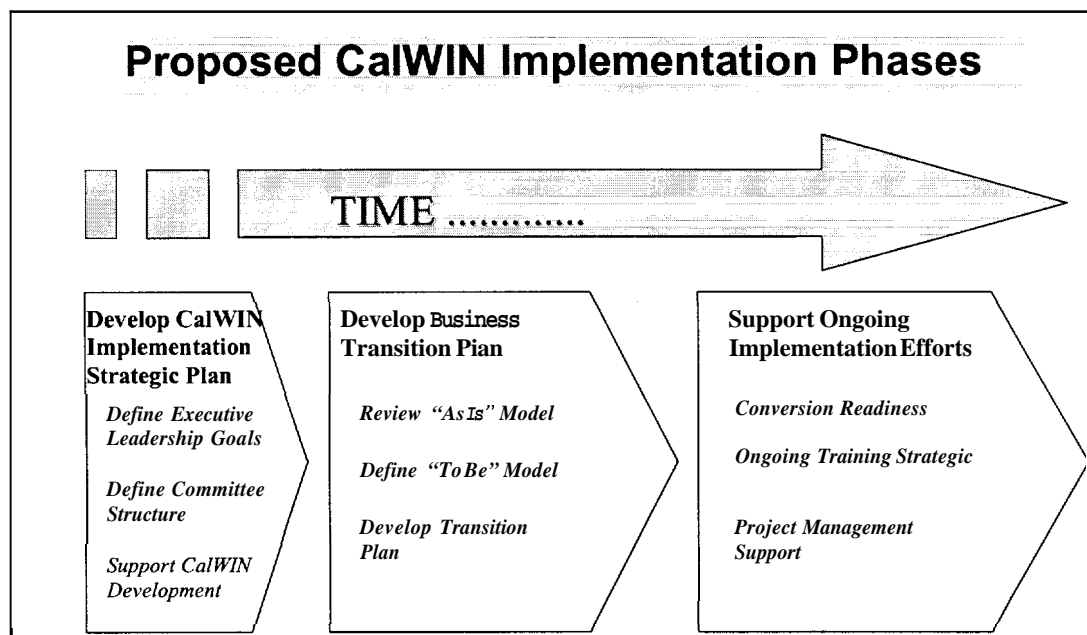 Proposed CalWIN Implementation Phases
TIME .............
Develop CalWIN
Implementation
Strategic Plan
Define Executive
Leadership Goals
Define Committee
Structure
Support CalWIN
Development
Develop Business
Transition Pian
Review “As Is” Model
Define “To Be” Model
Develop Transition
Plan
Support Ongoing
Implementation Efforts
Conversion Readiness
Ongoing Training Strategic
Project Management
Support